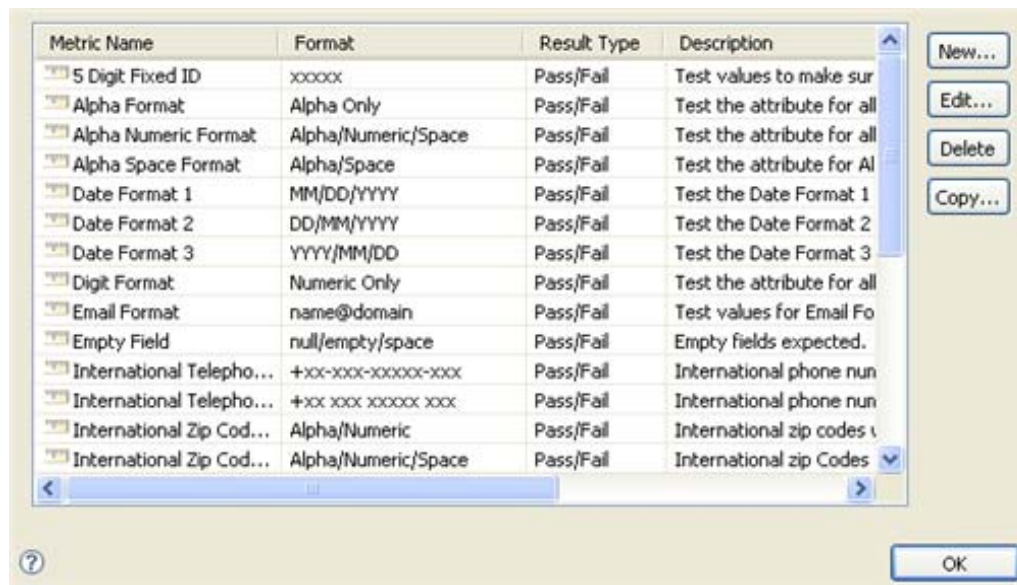 Metric Name Format Result Type Description
5 Digit Fixed ID xxxxx Pass/Fail Test values to make sur
Alpha Format Alpha Only Pass/Fail Test the attribute for all
Alpha Numeric Format Alpha/Numeric/Space Pass/Fail Test the attribute for all
Alpha Space Format Alpha/Space Pass/Fail Test the attribute for Al
Date Format 1 MM/DD/YYYY Pass/Fail Test the Date Format 1
Date Format 2 DD/MM/YYYY Pass/Fail Test the Date Format 2
Date Format 3 YYYY/MM/DD Pass/Fail Test the Date Format 3
Digit Format Numeric Only Pass/Fail Test the attribute for all
Email Format name@domain Pass/Fail Test values for Email Fo
Empty Field null/empty/space Pass/Fail Empty fields expected.
International Telepho... +xx-xxx-xxxxx-xxx Pass/Fail International phone nun
International Telepho... +xx xxx xxxxx xxx Pass/Fail International phone nun
International Zip Cod... Alpha/Numeric Pass/Fail International zip codes
International Zip Cod... Alpha/Numeric/Space Pass/Fail International zip Codes
New...
Edit...
Delete
Copy...
?
OK